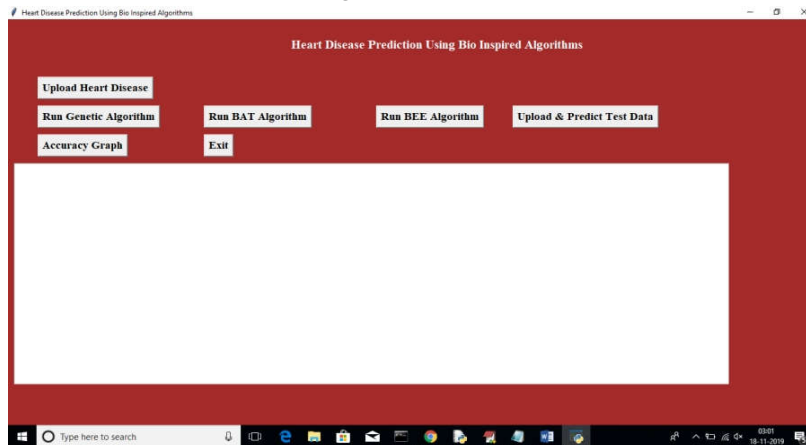 Heart Disease Prediction Using Bio Inspired Algorithms
Heart Disease Prediction Using Bio Inspired Algorithms
Upload Heart Disease
Run Genetic Algorithm Run BAT Algorithm Run BEE Algorithm Upload & Predict Test Data
Accuracy Graph Exit
Type here to search
03:01
18-11-2019